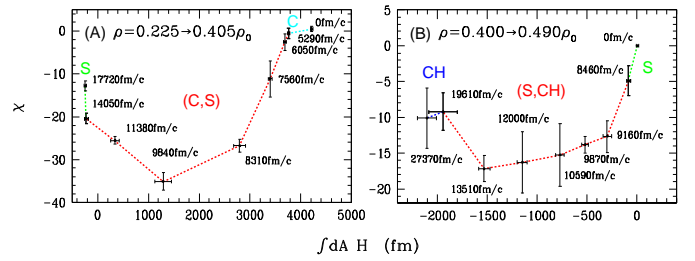 (A) ρ=0.225→0.405ρ₀
C
0fm/c
5290fm/c
6050fm/c
S
17720fm/c
7560fm/c
14050fm/c
(C,S)
11380fm/c
9840fm/c
8310fm/c
χ
0
-10
-20
-30
-40
0
1000
2000
3000
4000
5000
(B) ρ=0.400→0.490ρ₀
0fm/c
CH
8460fm/c
S
19610fm/c
(S,CH)
12000fm/c
9160fm/c
27370fm/c
9870fm/c
10590fm/c
13510fm/c
5
0
-5
-10
-15
-20
-2000
-1500
-1000
-500
0
∫dA H (fm)